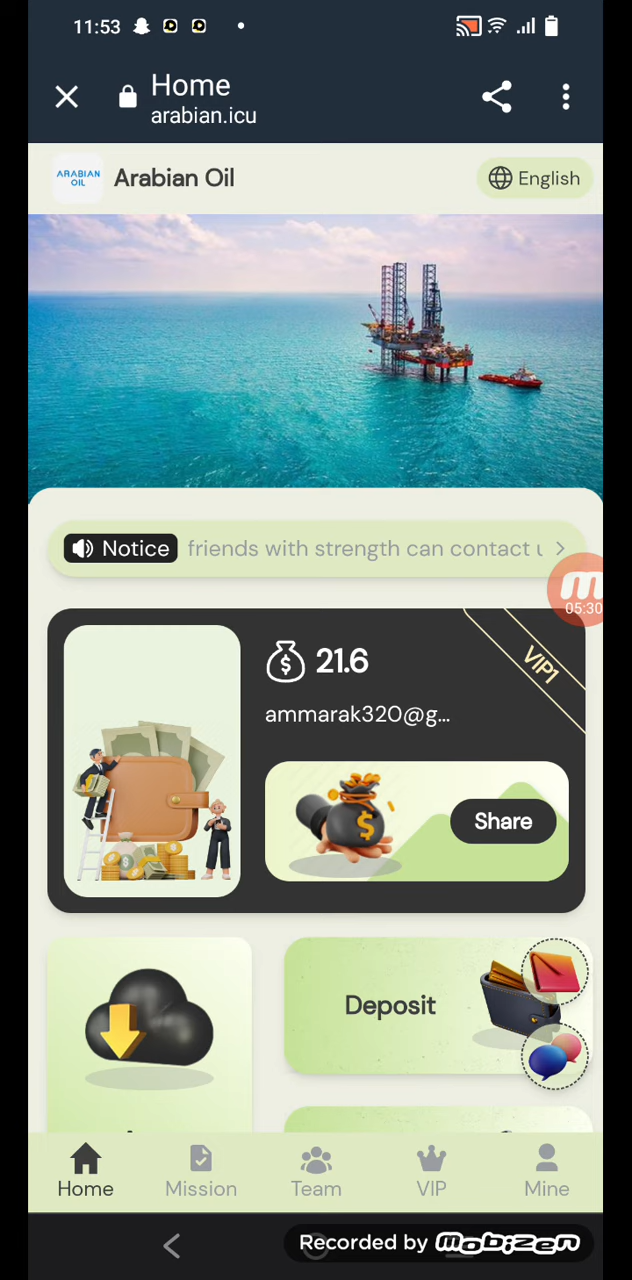 11:53
Home
arabian.icu
ARABIAN
OIL
Arabian Oil
English
Notice
friends with strength can contact
05:30
21.6
VIP1
ammarak320@g...
Share
Deposit
Home
Mission
Team
VIP
Mine
Recorded by mobizen